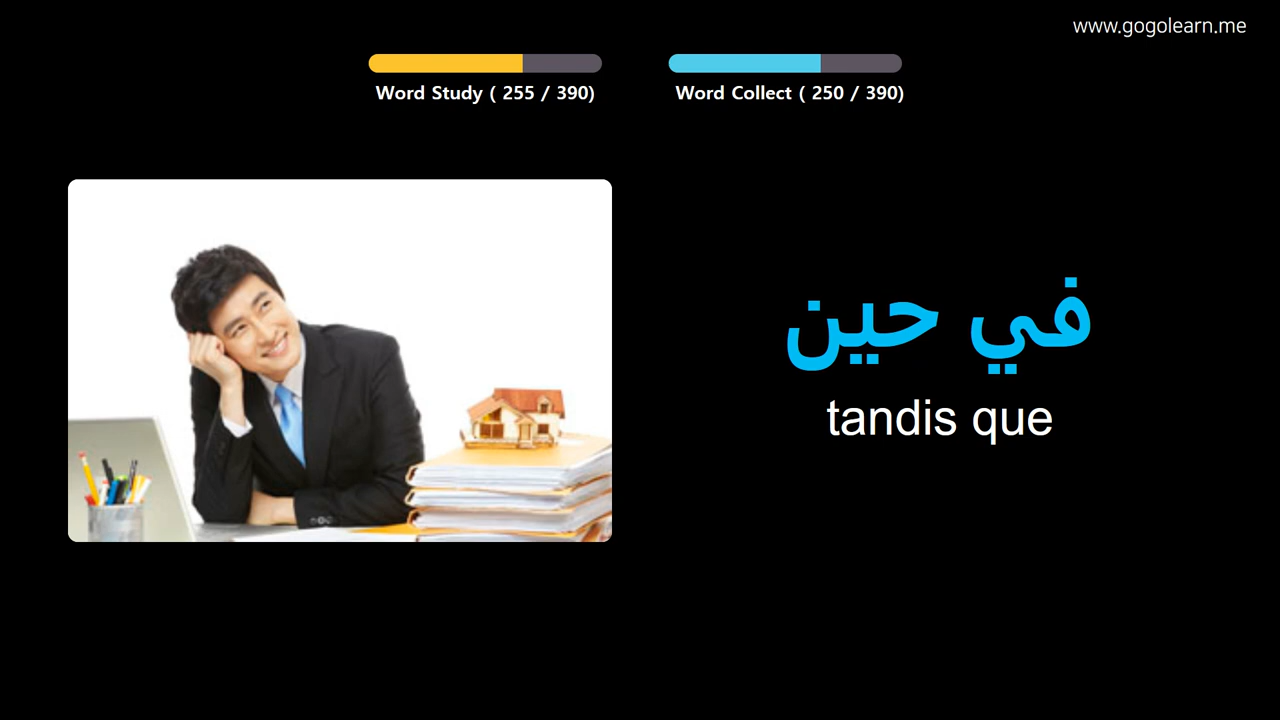 www.gogolearn.me
Word Study ( 255 / 390)
Word Collect ( 250 / 390)
في حين
tandis que